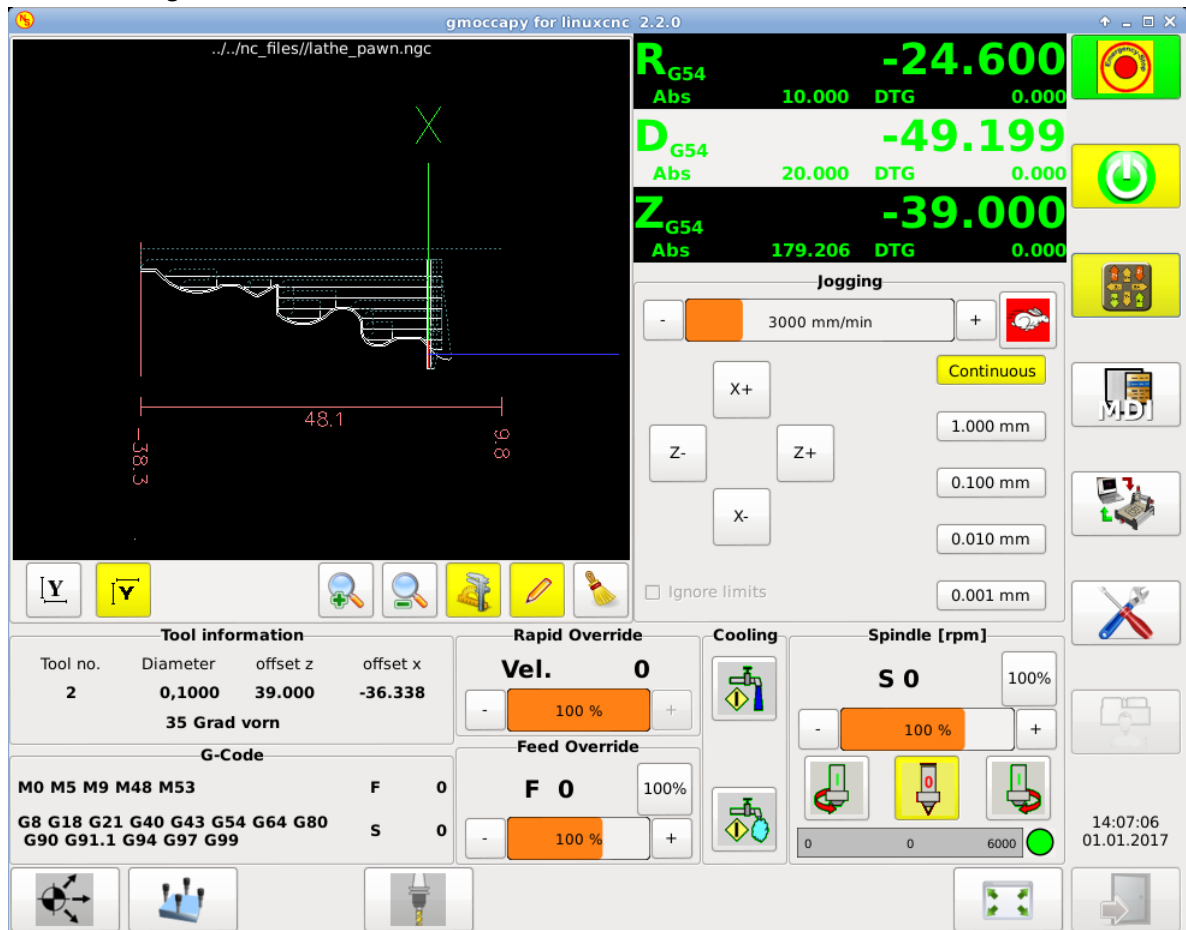 gmoccapy for linuxcnc 2.2.0
../../nc_files//lathe_pawn.ngc
X
48.1
-38.3
9.8
R G54 -24.600
Abs 10.000 DTG 0.000
D G54 -49.199
Abs 20.000 DTG 0.000
Z G54 -39.000
Abs 179.206 DTG 0.000
Emergency-Stop
Jogging
- 3000 mm/min +
Continuous
X+
1.000 mm
Z- Z+
0.100 mm
X-
0.010 mm
Ignore limits
0.001 mm
MDI
Y Y
Tool information
Tool no. Diameter offset z offset x
2 0,1000 39.000 -36.338
35 Grad vorn
G-Code
M0 M5 M9 M48 M53 F 0
G8 G18 G21 G40 G43 G54 G64 G80
G90 G91.1 G94 G97 G99 S 0
Rapid Override
Vel. 0
- 100 % +
Feed Override
F 0 100%
- 100 % +
Cooling
Spindle [rpm]
S 0 100%
- 100 % +
I 0 I
0 0 6000
14:07:06
01.01.2017